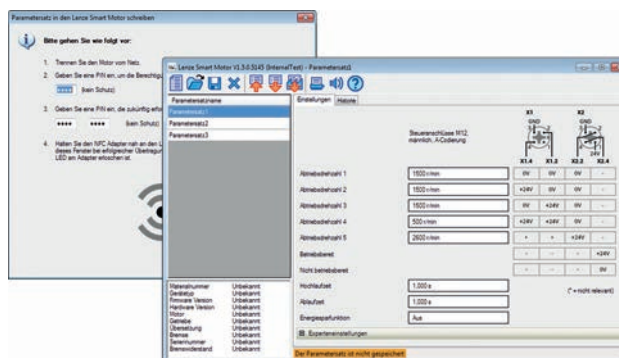 Parametersatz in den Lenze Smart Motor schreiben
Bitte gehen Sie wie folgt vor:
1. Trennen Sie den Motor vom Netz.
2. Geben Sie eine PIN ein, um die Berechtigu
(kein Schutz)
3. Geben Sie eine PIN ein, die zukünftig erfo
(kein Schutz)
4. Halten Sie den NFC Adapter nah an den L
dieses Fenster bei erfolgreicher Übertragun
LED am Adapter erloschen ist.
Lenze Smart Motor V1.3.0.5145 (InternalTest) - Parametersatz1
Parametersatzname
Parametersatz1
Parametersatz2
Parametersatz3
Einstellungen Historie
Steueranschlüsse M12,
männlich, A-Codierung
X1 X2
GND GND
24V
X1.4 X1.2 X2.2 X2.4
Abtriebsdrehzahl 1 1500 r/min 0V 0V 0V -
Abtriebsdrehzahl 2 1500 r/min +24V 0V 0V -
Abtriebsdrehzahl 3 1500 r/min 0V +24V 0V -
Abtriebsdrehzahl 4 500 r/min +24V +24V 0V -
Abtriebsdrehzahl 5 2600 r/min * * +24V -
Betriebsbereit - - - +24V
Nicht betriebsbereit - - - 0V
Hochlaufzeit 1,000 s
(* = nicht relevant)
Ablaufzeit 1,000 s
Energiesparfunktion Aus
Experteneinstellungen
Materialnummer Unbekannt
Gerätetyp Unbekannt
Firmware Version Unbekannt
Hardware Version Unbekannt
Motor Unbekannt
Getriebe Unbekannt
Übersetzung Unbekannt
Bremse Unbekannt
Seriennummer Unbekannt
Bremswiderstand Unbekannt
Der Parametersatz ist nicht gespeichert